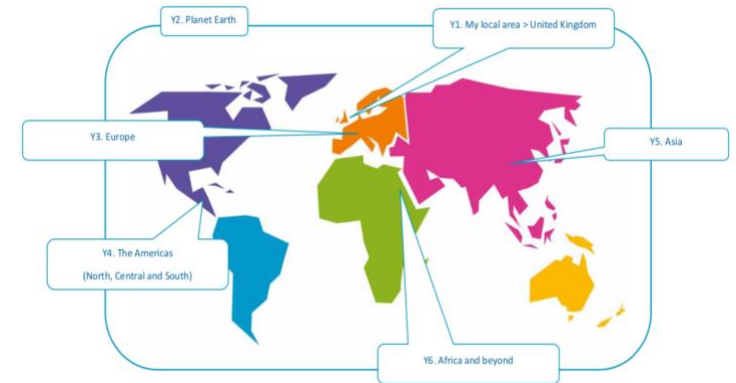 Y2. Planet Earth
Y1. My local area > United Kingdom
Y3. Europe
Y5. Asia
Y4. The Americas
(North, Central and South)
Y6. Africa and beyond